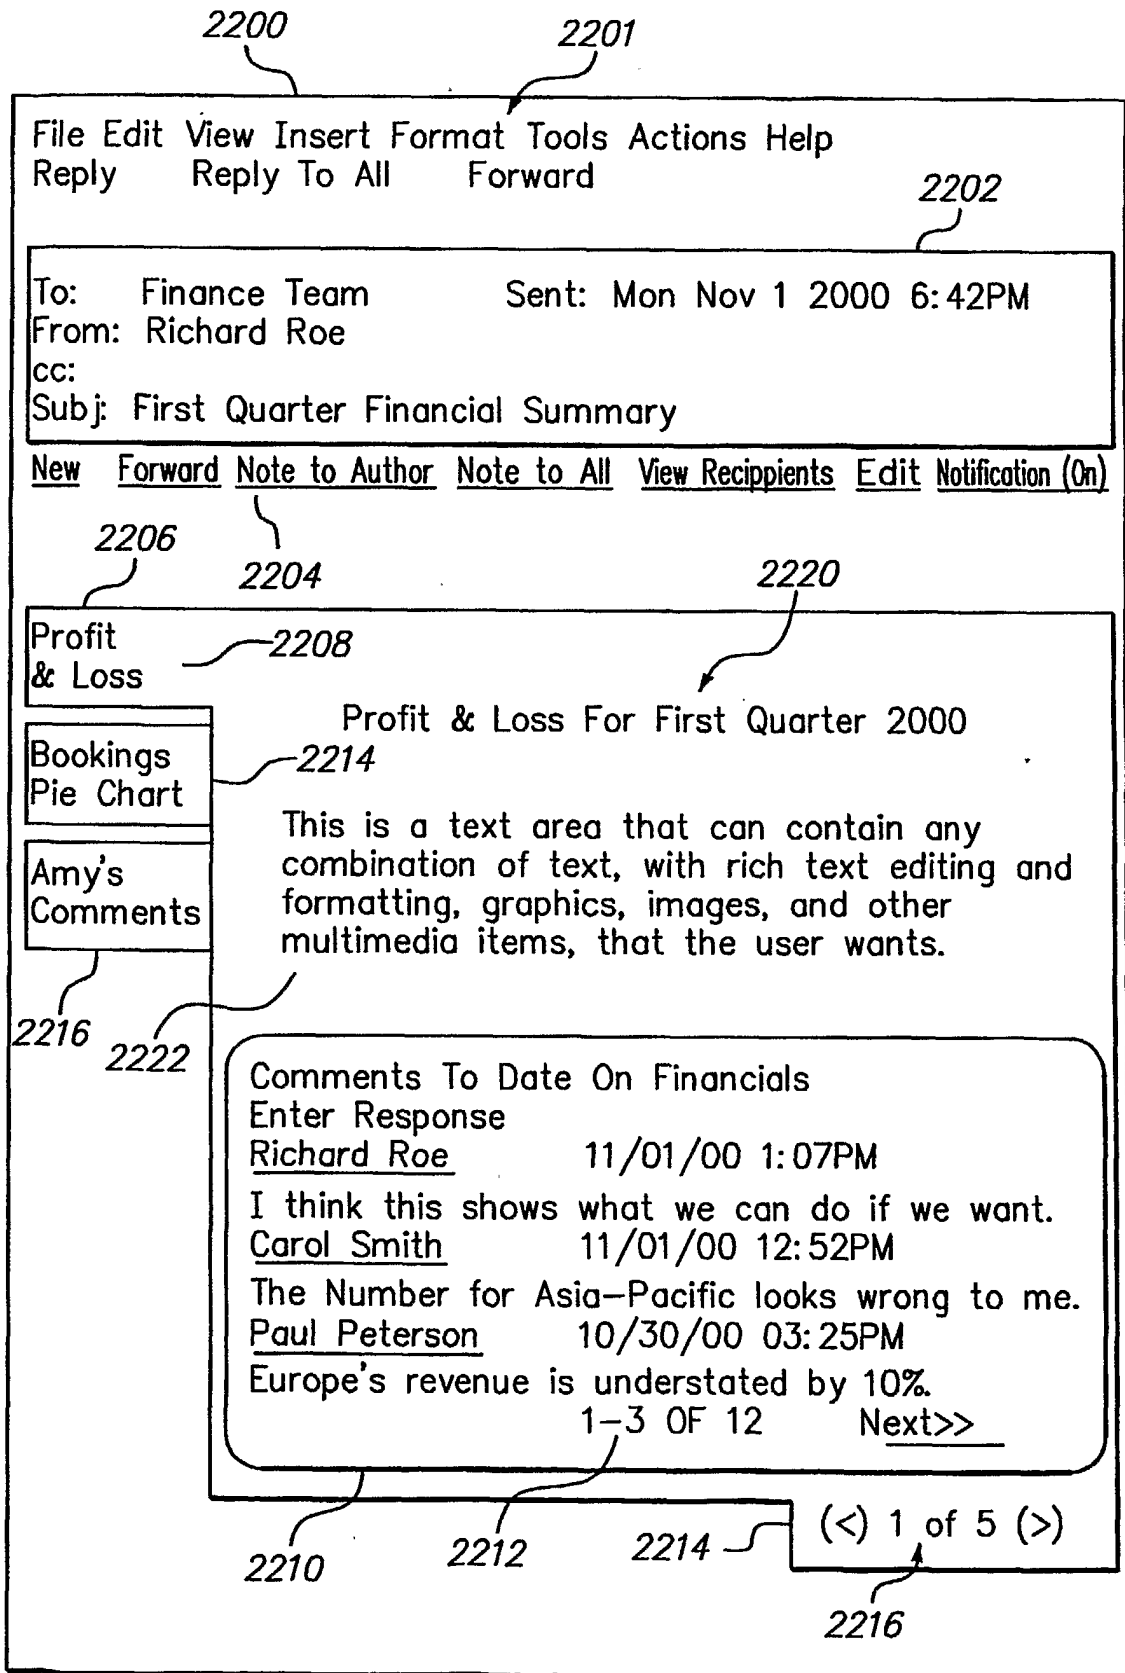 2200 2201
File Edit View Insert Format Tools Actions Help
Reply Reply To All Forward
2202
To: Finance Team Sent: Mon Nov 1 2000 6:42PM
From: Richard Roe
cc:
Subj: First Quarter Financial Summary
New Forward Note to Author Note to All View Recippients Edit Notification (On)
2206
2204
2220
Profit
& Loss
2208
Profit & Loss For First Quarter 2000
Bookings
Pie Chart
2214
This is a text area that can contain any
combination of text, with rich text editing and
formatting, graphics, images, and other
multimedia items, that the user wants.
Amy's
Comments
2216
2222
Comments To Date On Financials
Enter Response
Richard Roe 11/01/00 1:07PM
I think this shows what we can do if we want.
Carol Smith 11/01/00 12:52PM
The Number for Asia-Pacific looks wrong to me.
Paul Peterson 10/30/00 03:25PM
Europe's revenue is understated by 10%.
1-3 OF 12 Next>>
(<) 1 of 5 (>)
2210
2212
2214
2216